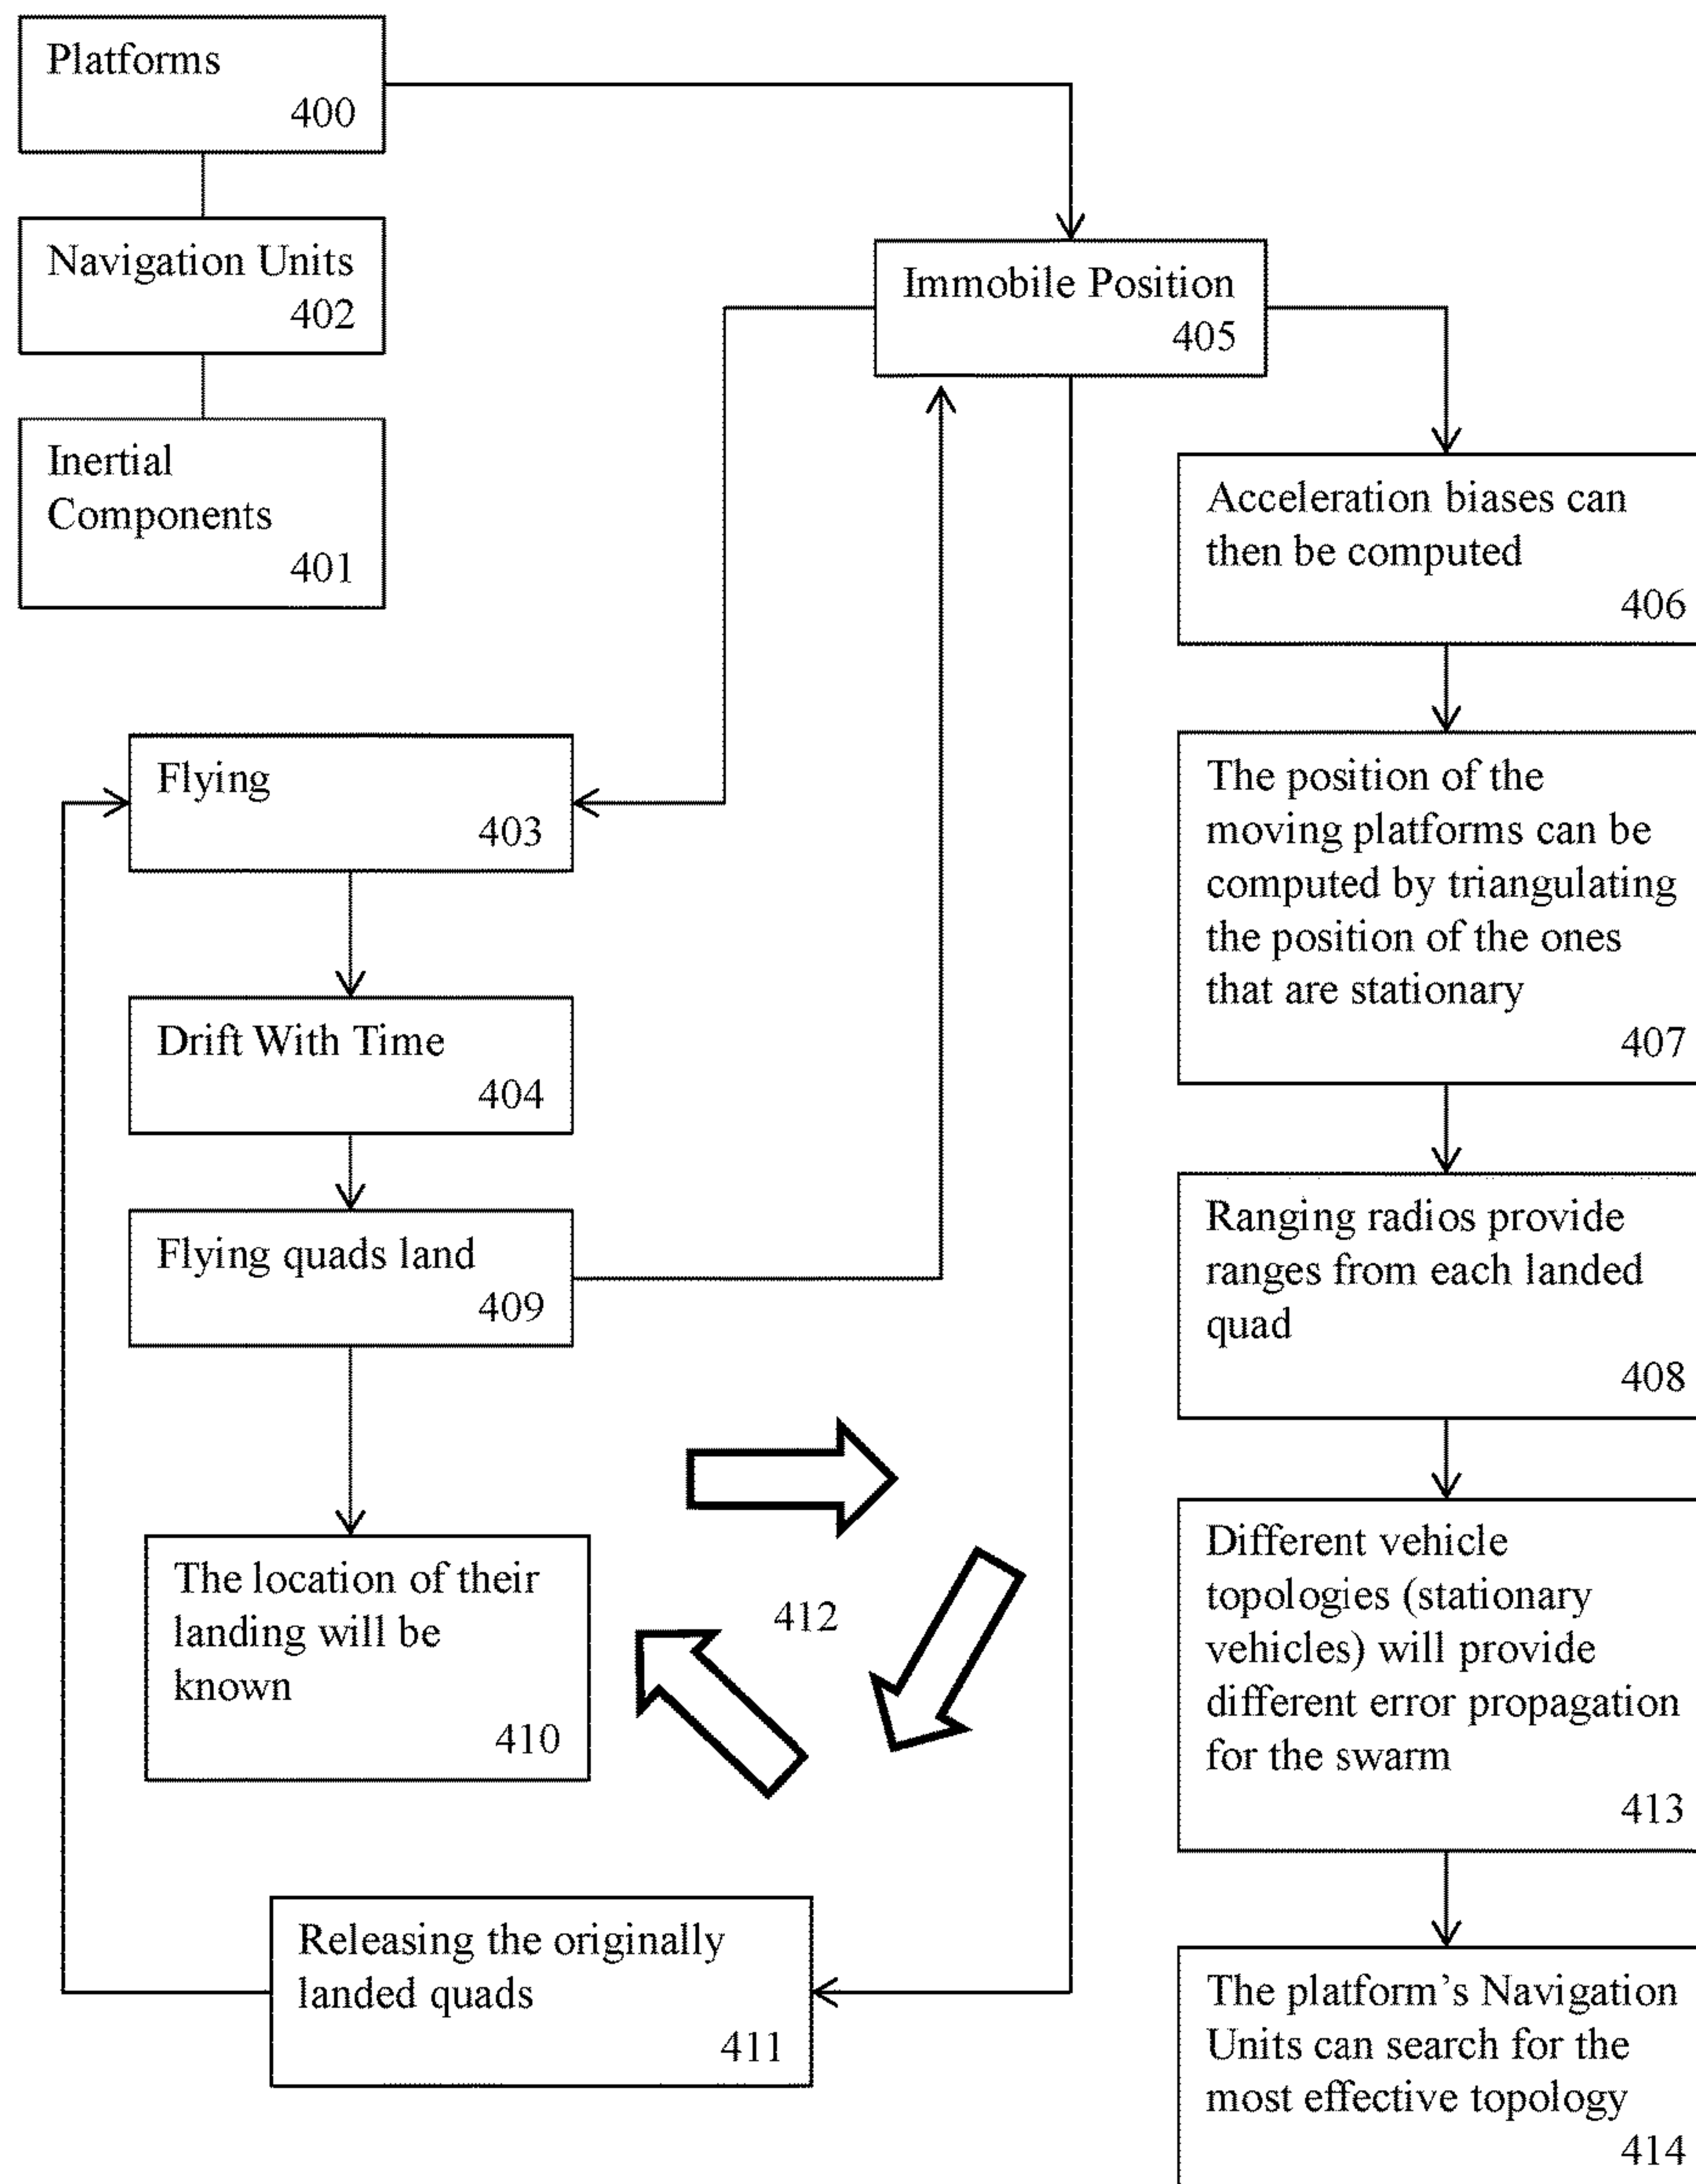 Platforms
400
Navigation Units
402
Inertial
Components
401
Immobile Position
405
Flying
403
Drift With Time
404
Flying quads land
409
The location of their
landing will be
known
410
412
Releasing the originally
landed quads
411
Acceleration biases can
then be computed
406
The position of the
moving platforms can be
computed by triangulating
the position of the ones
that are stationary
407
Ranging radios provide
ranges from each landed
quad
408
Different vehicle
topologies (stationary
vehicles) will provide
different error propagation
for the swarm
413
The platform's Navigation
Units can search for the
most effective topology
414